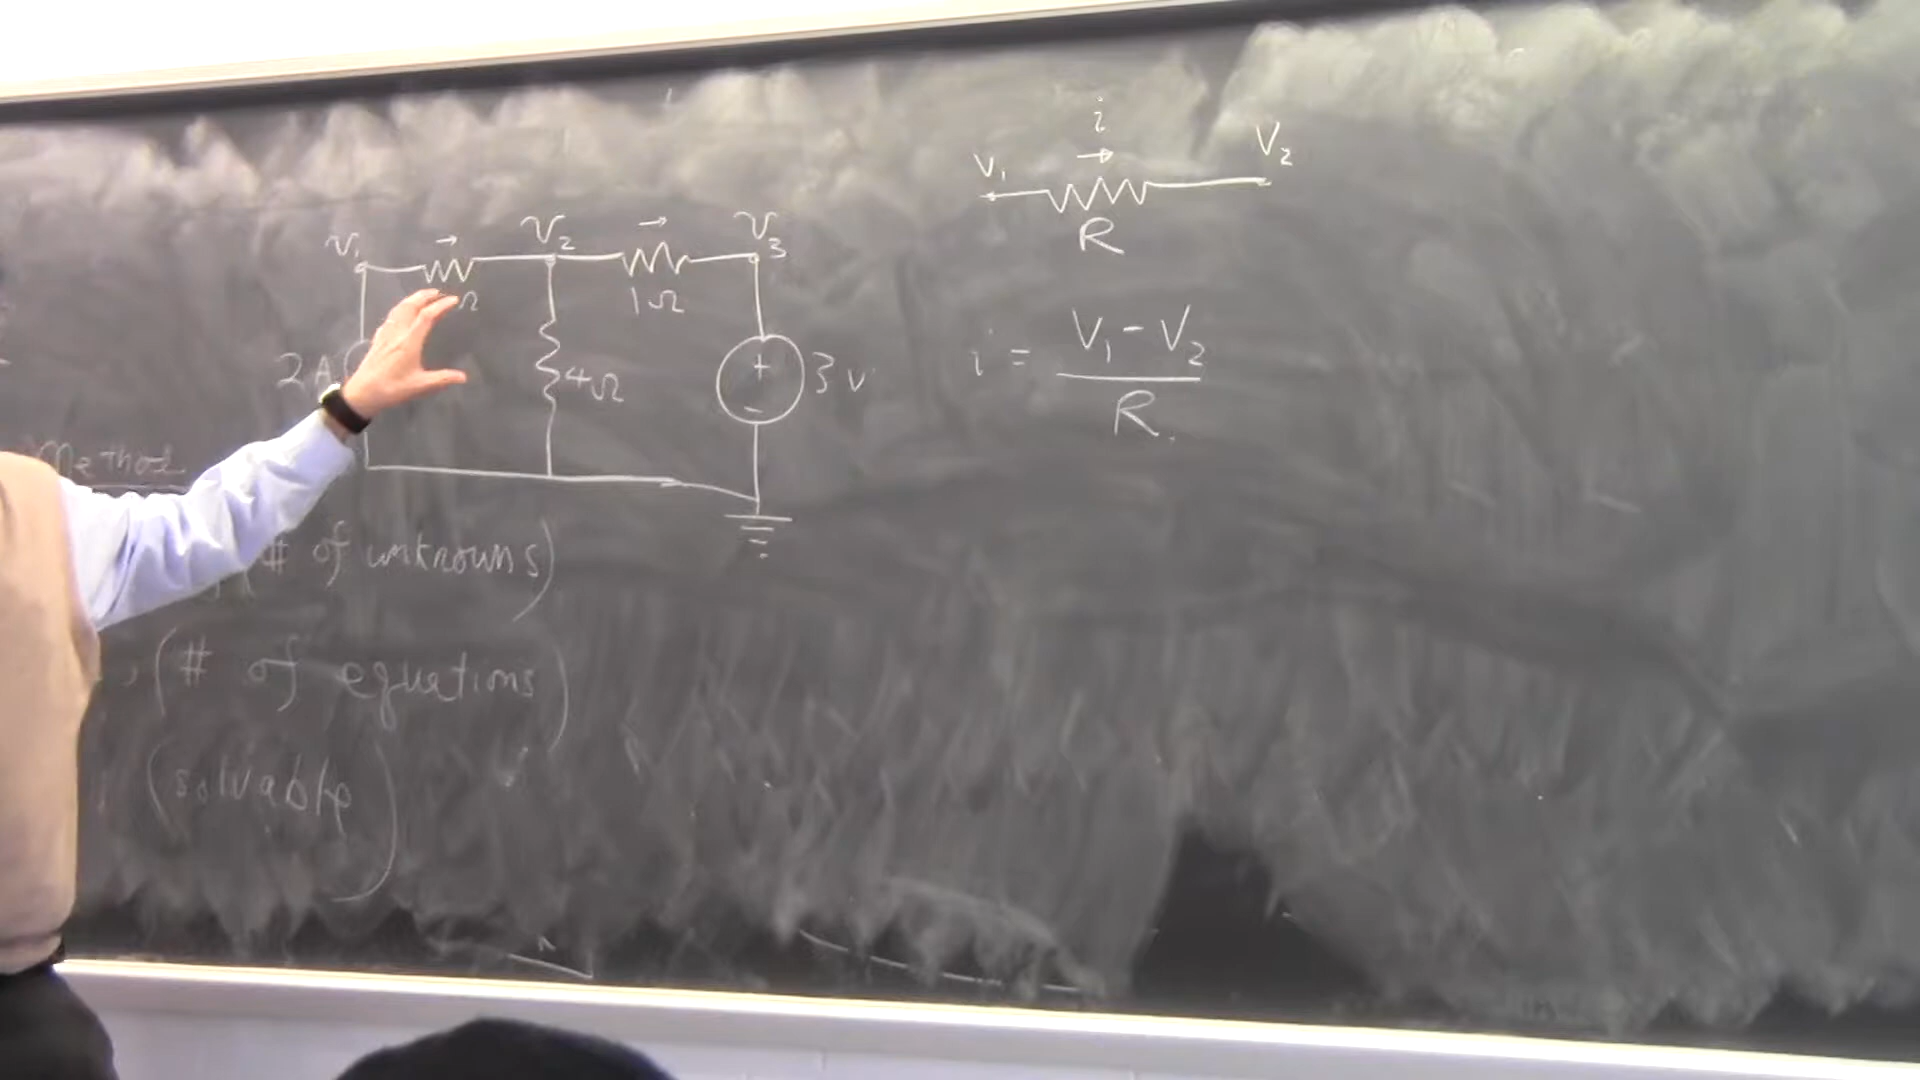 V₁ V₂ V₃
Ω 1Ω
2A 4Ω + - 3V
Method
(# of unknowns)
, (# of equations)
(solvable)
i
V₁ V₂
R
i = V₁ - V₂
R